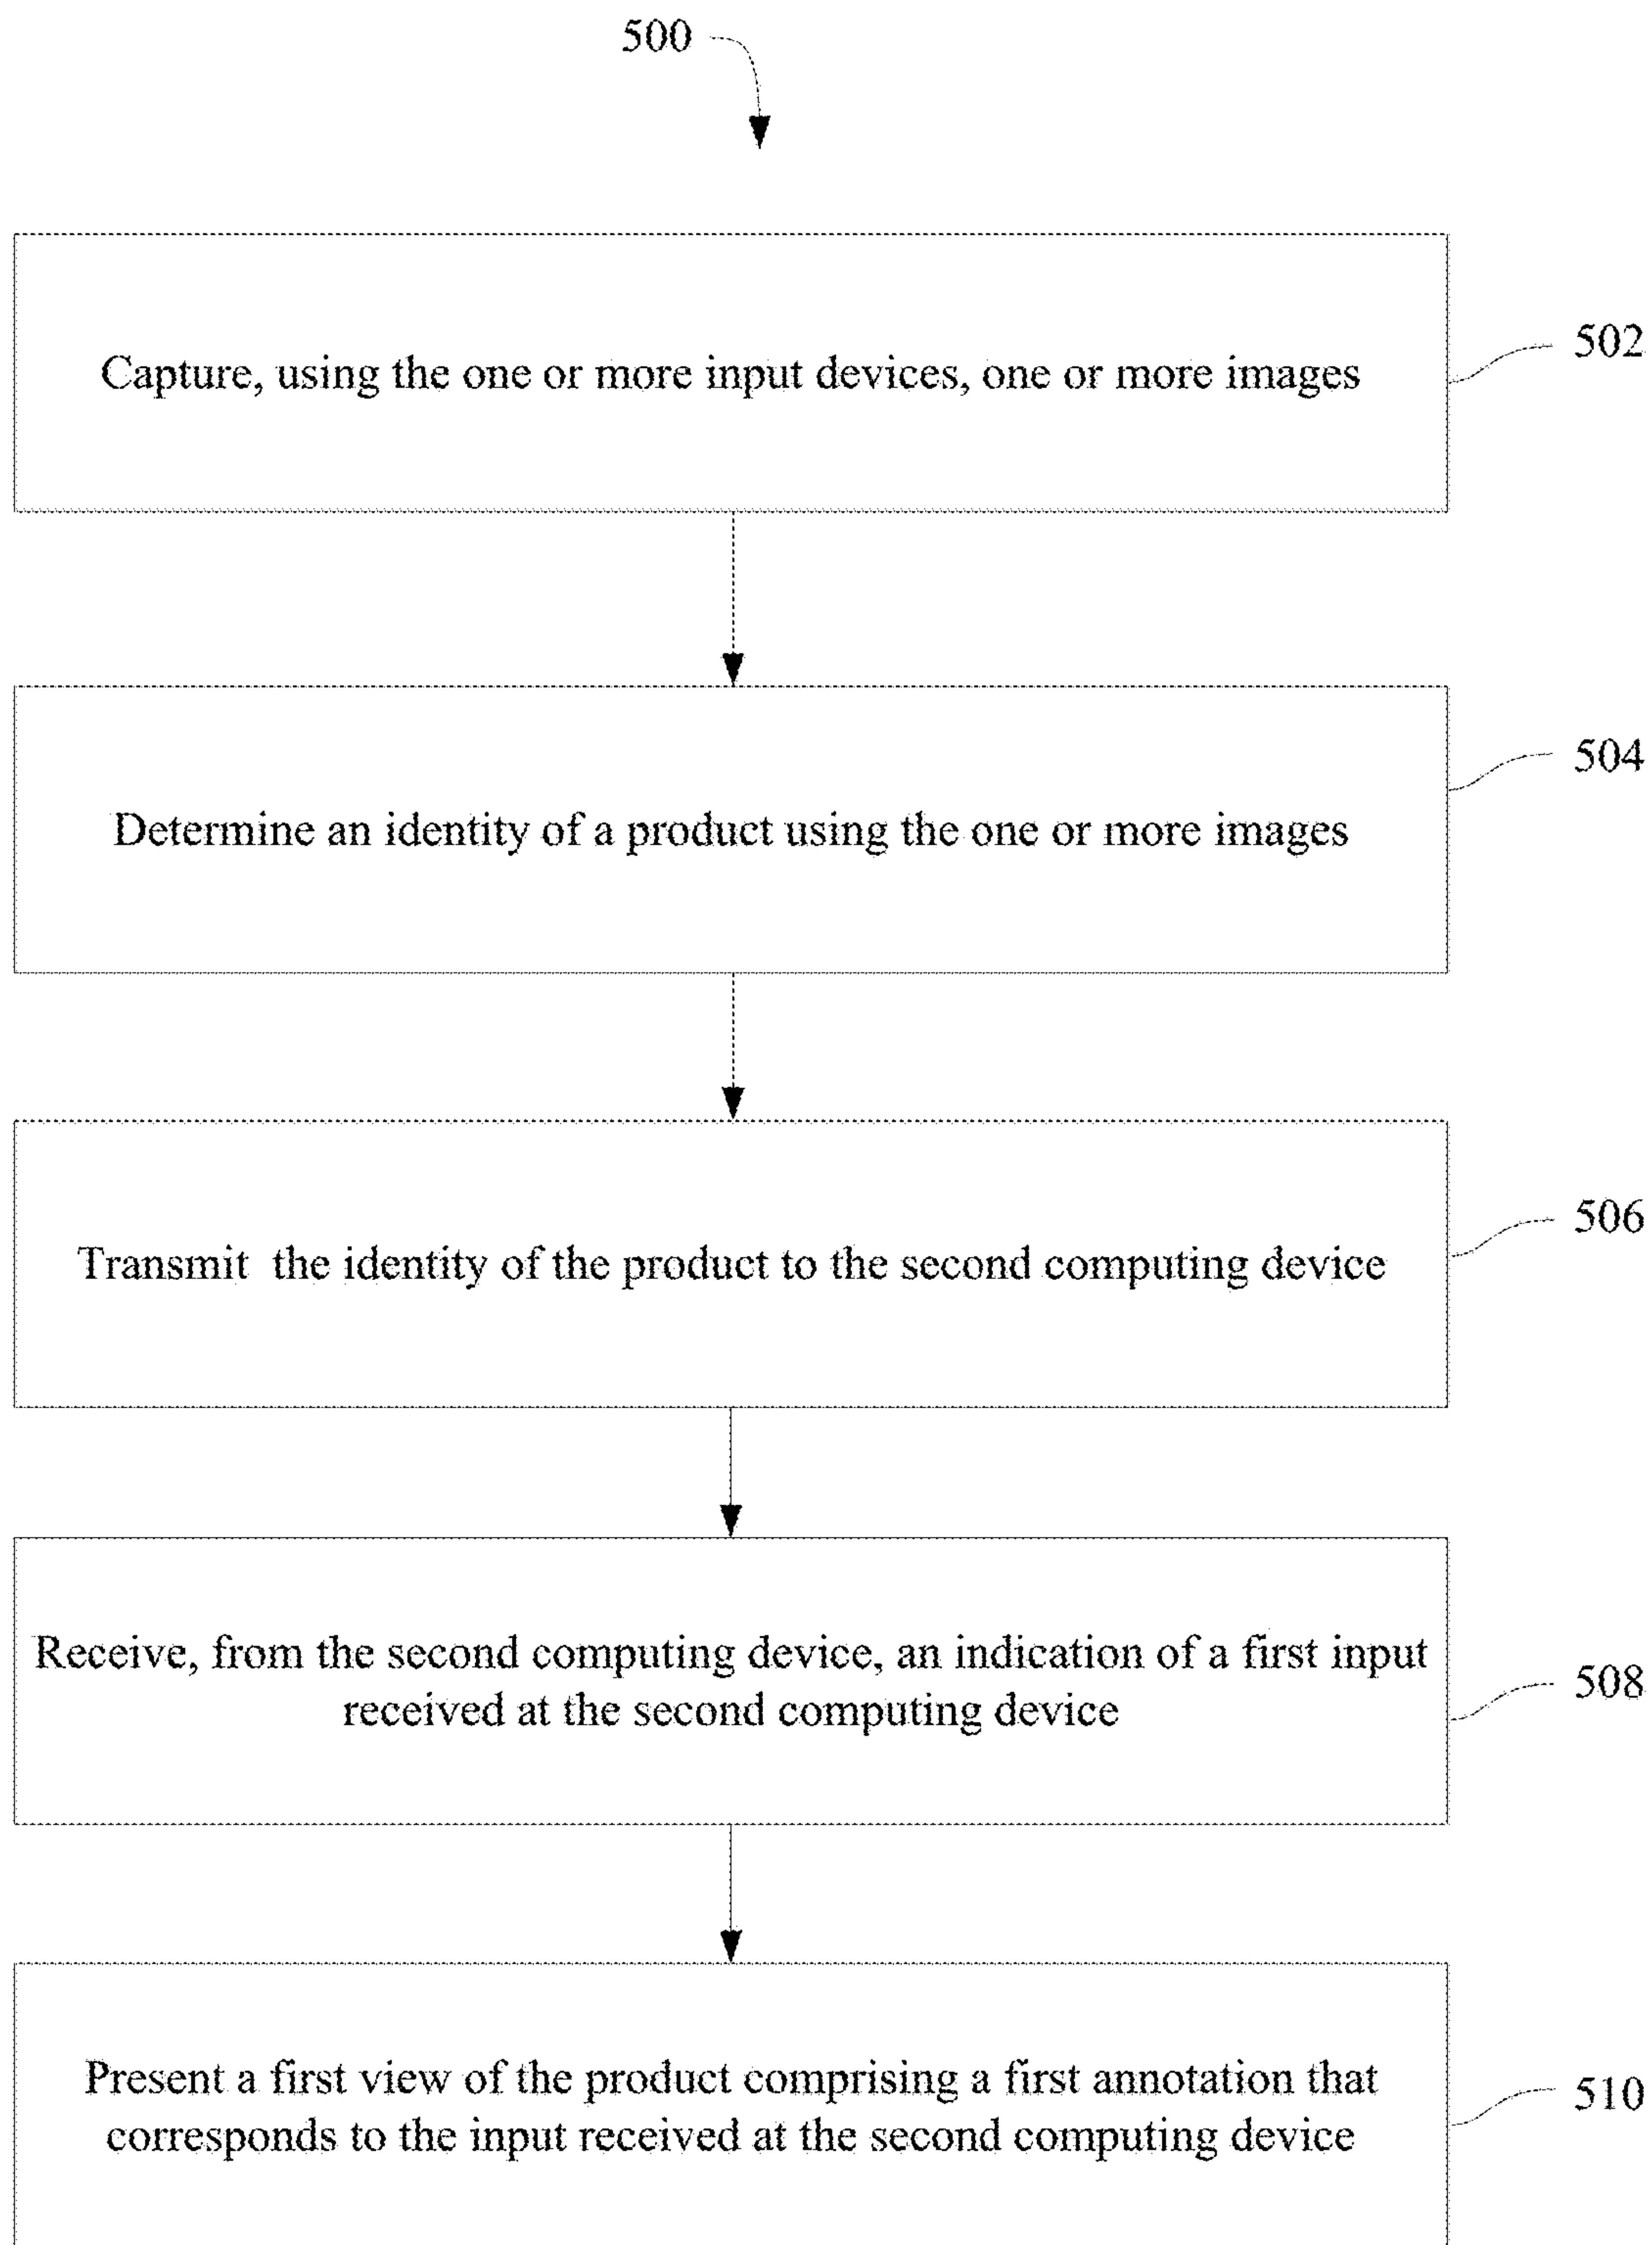 500
Capture, using the one or more input devices, one or more images
502
Determine an identity of a product using the one or more images
504
Transmit the identity of the product to the second computing device
506
Receive, from the second computing device, an indication of a first input
received at the second computing device
508
Present a first view of the product comprising a first annotation that
corresponds to the input received at the second computing device
510